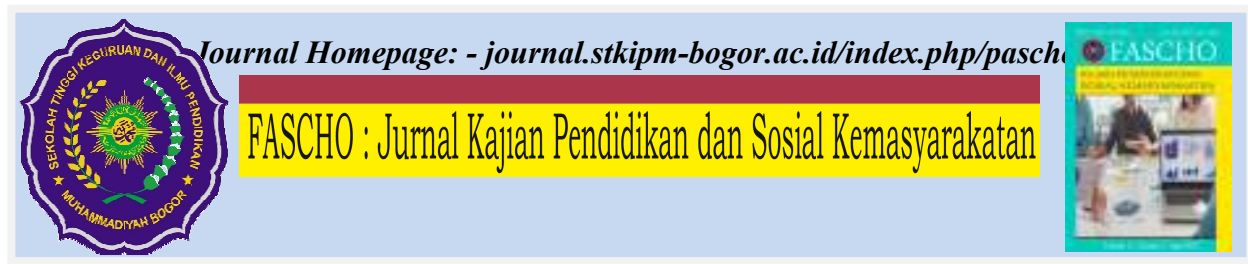 Journal Homepage: - journal.stkipm-bogor.ac.id/index.php/pasch
FASCHO : Jurnal Kajian Pendidikan dan Sosial Kemasyarakatan
SEKOLAH TINGGI KEGURUAN DAN ILMU PENDIDIKAN
MUHAMMADIYAH BOGOR
FASCHO